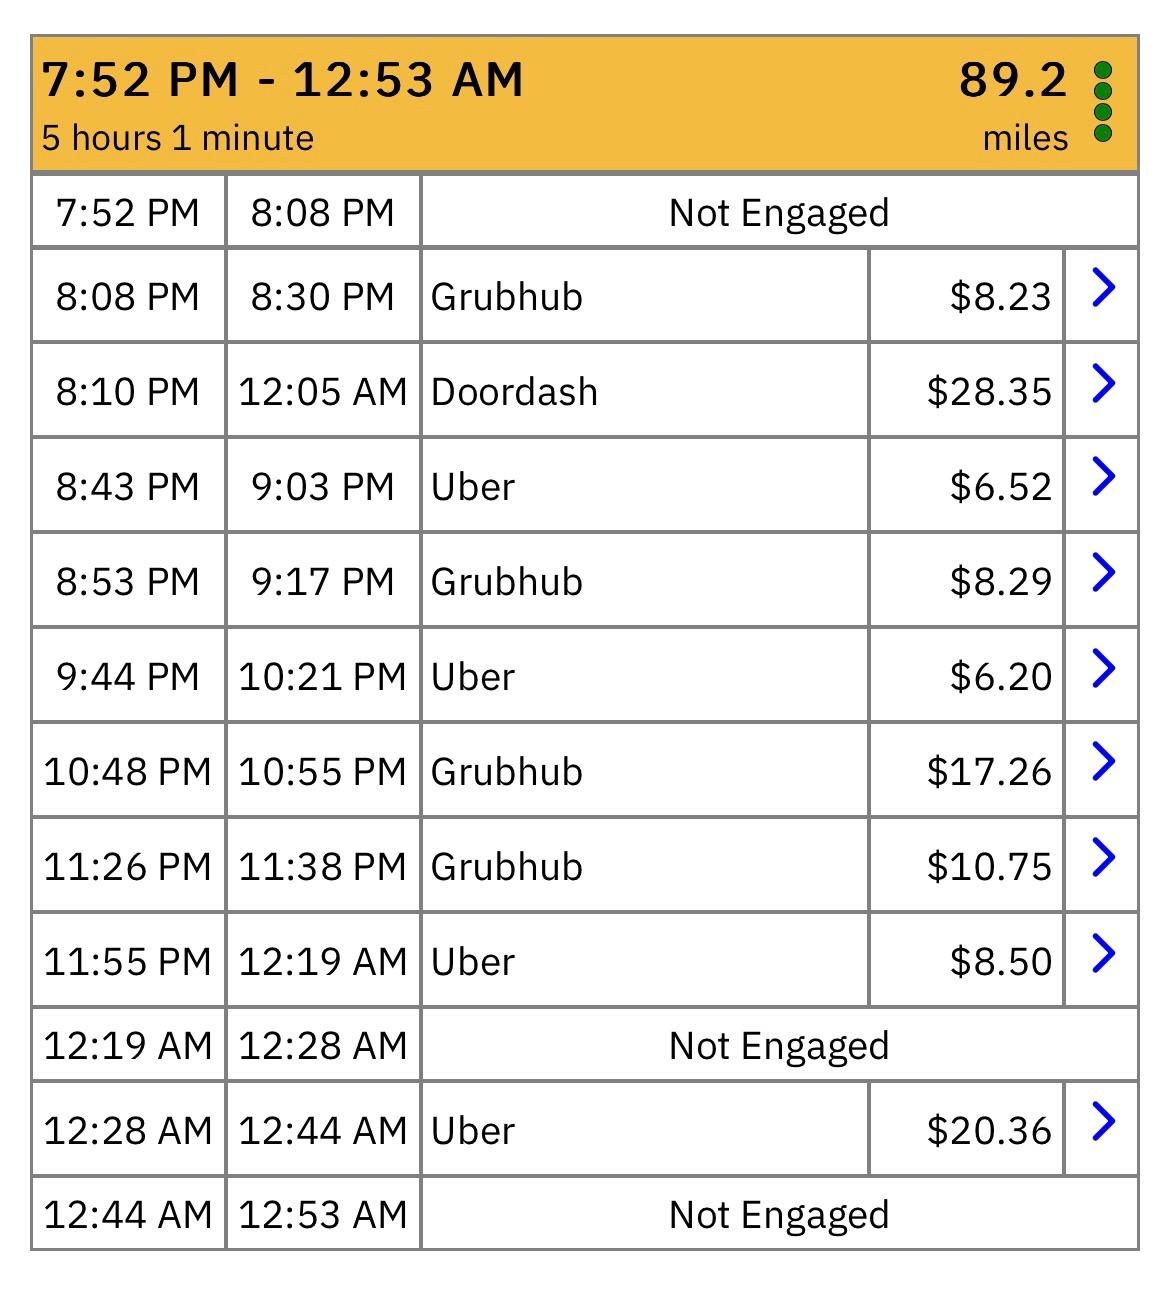 7:52 PM - 12:53 AM 89.2
5 hours 1 minute miles
7:52 PM 8:08 PM Not Engaged
8:08 PM 8:30 PM Grubhub $8.23
8:10 PM 12:05 AM Doordash $28.35
8:43 PM 9:03 PM Uber $6.52
8:53 PM 9:17 PM Grubhub $8.29
9:44 PM 10:21 PM Uber $6.20
10:48 PM 10:55 PM Grubhub $17.26
11:26 PM 11:38 PM Grubhub $10.75
11:55 PM 12:19 AM Uber $8.50
12:19 AM 12:28 AM Not Engaged
12:28 AM 12:44 AM Uber $20.36
12:44 AM 12:53 AM Not Engaged